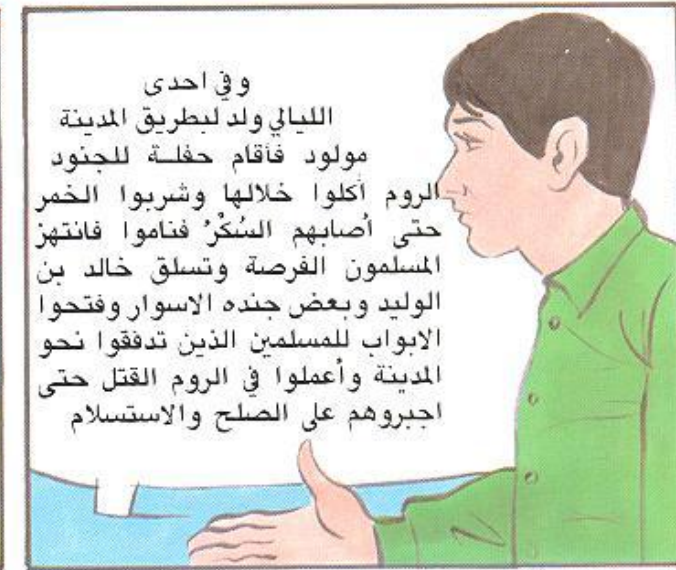 وفي احدى
الليالي ولد لبطريق المدينة
مولود فأقام حفلة للجنود
الروم أكلوا خلالها وشربوا الخمر
حتى أصابهم السُكْرُ فناموا فانتهز
المسلمون الفرصة وتسلق خالد بن
الوليد وبعض جنده الاسوار وفتحوا
الابواب للمسلمين الذين تدفقوا نحو
المدينة وأعملوا في الروم القتل حتى
اجبروهم على الصلح والاستسلام